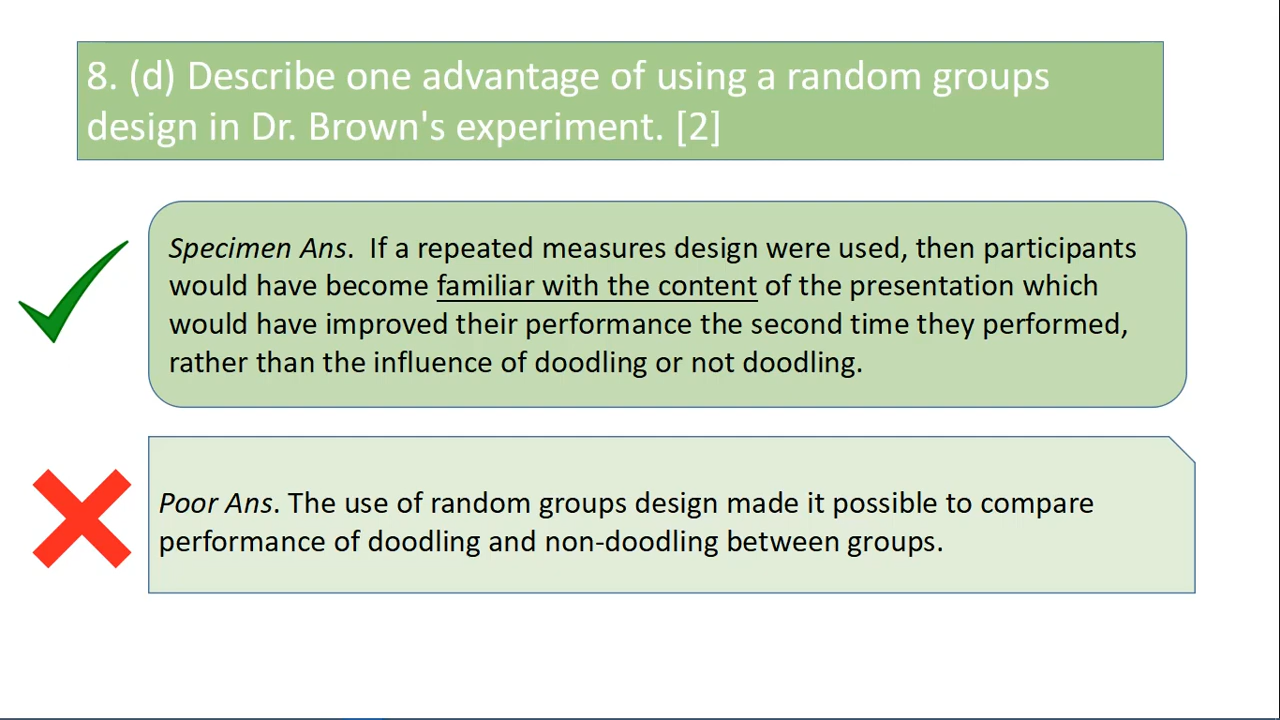 8. (d) Describe one advantage of using a random groups
design in Dr. Brown's experiment. [2]
Specimen Ans.  If a repeated measures design were used, then participants
would have become familiar with the content of the presentation which
would have improved their performance the second time they performed,
rather than the influence of doodling or not doodling.
Poor Ans. The use of random groups design made it possible to compare
performance of doodling and non-doodling between groups.